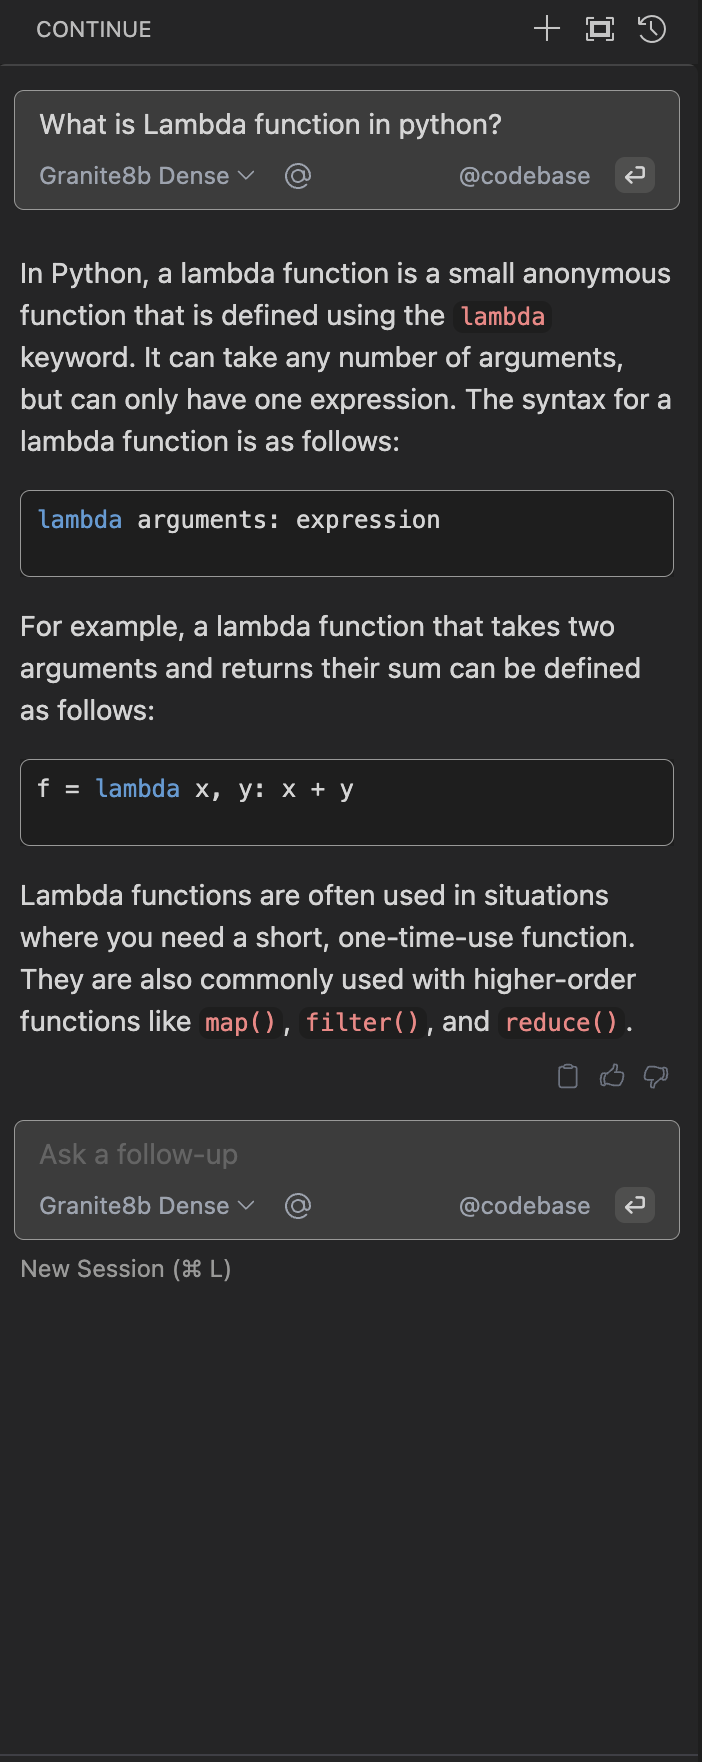 CONTINUE
What is Lambda function in python?
Granite8b Dense @codebase
In Python, a lambda function is a small anonymous
function that is defined using the lambda
keyword. It can take any number of arguments,
but can only have one expression. The syntax for a
lambda function is as follows:
lambda arguments: expression
For example, a lambda function that takes two
arguments and returns their sum can be defined
as follows:
f = lambda x, y: x + y
Lambda functions are often used in situations
where you need a short, one-time-use function.
They are also commonly used with higher-order
functions like map(), filter(), and reduce().
Ask a follow-up
Granite8b Dense @codebase
New Session (⌘ L)